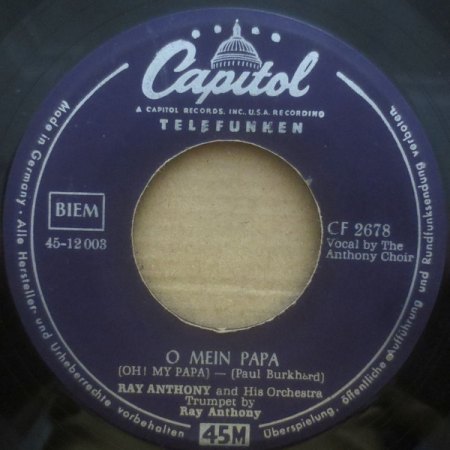 Capitol
A CAPITOL RECORDS, INC. U.S.A. RECORDING
TELEFUNKEN
BIEM
45-12 003
CF 2678
Vocal by The
Anthony Choir
O MEIN PAPA
(OH! MY PAPA) — (Paul Burkhard)
RAY ANTHONY and His Orchestra
Trumpet by
Ray Anthony
45M
Made in Germany · Alle Hersteller- und Urheberrechte vorbehalten
Überspielung, öffentliche Aufführung und Rundfunksendung verboten.